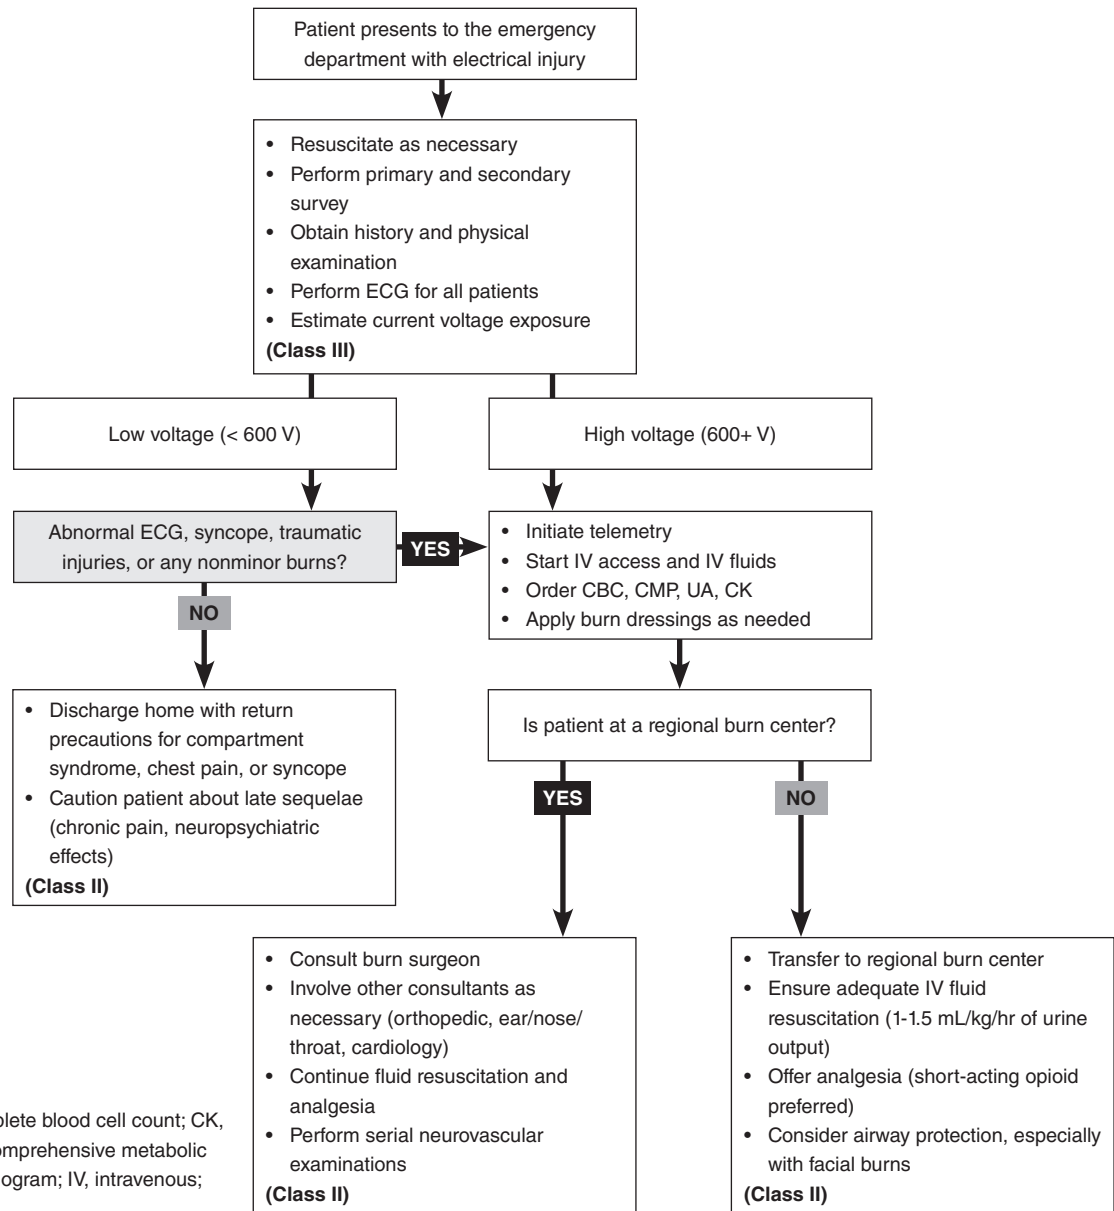 Patient presents to the emergency
department with electrical injury
• Resuscitate as necessary
• Perform primary and secondary
survey
• Obtain history and physical
examination
• Perform ECG for all patients
• Estimate current voltage exposure
(Class III)
Low voltage (< 600 V)
High voltage (600+ V)
Abnormal ECG, syncope, traumatic
injuries, or any nonminor burns?
YES
• Initiate telemetry
• Start IV access and IV fluids
• Order CBC, CMP, UA, CK
• Apply burn dressings as needed
NO
• Discharge home with return
precautions for compartment
syndrome, chest pain, or syncope
• Caution patient about late sequelae
(chronic pain, neuropsychiatric
effects)
(Class II)
Is patient at a regional burn center?
YES
NO
• Consult burn surgeon
• Involve other consultants as
necessary (orthopedic, ear/nose/
throat, cardiology)
• Continue fluid resuscitation and
analgesia
• Perform serial neurovascular
examinations
(Class II)
• Transfer to regional burn center
• Ensure adequate IV fluid
resuscitation (1-1.5 mL/kg/hr of urine
output)
• Offer analgesia (short-acting opioid
preferred)
• Consider airway protection, especially
with facial burns
(Class II)
plete blood cell count; CK,
omprehensive metabolic
ogram; IV, intravenous;